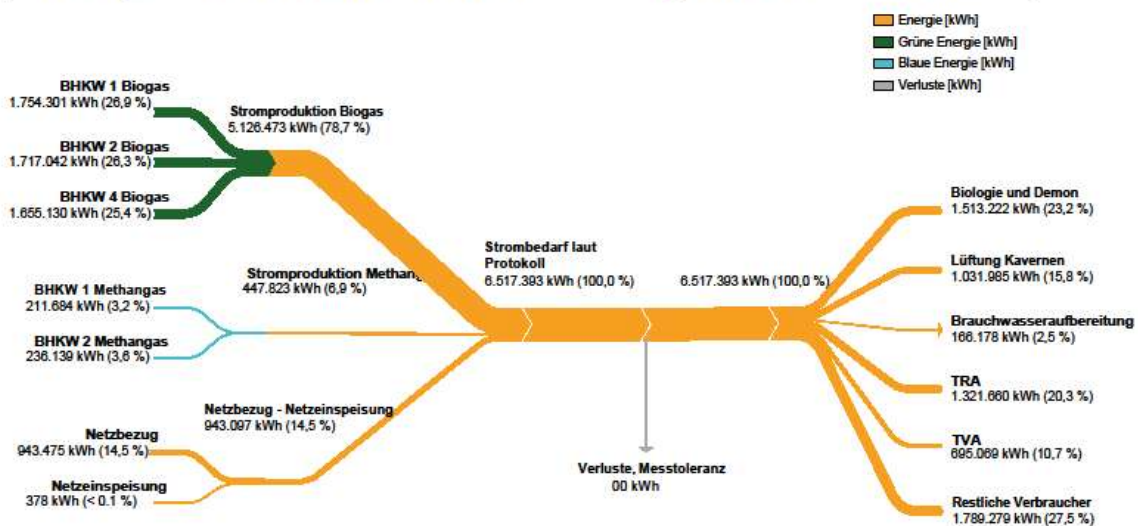 Energie [kWh]
Grüne Energie [kWh]
Blaue Energie [kWh]
Verluste [kWh]
BHKW 1 Biogas
1.754.301 kWh (26,9 %)
BHKW 2 Biogas
1.717.042 kWh (26,3 %)
BHKW 4 Biogas
1.655.130 kWh (25,4 %)
Stromproduktion Biogas
5.126.473 kWh (78,7 %)
Stromproduktion Methangas
447.823 kWh (6,9 %)
BHKW 1 Methangas
211.684 kWh (3,2 %)
BHKW 2 Methangas
236.139 kWh (3,6 %)
Netzbezug - Netzeinspeisung
943.097 kWh (14,5 %)
Netzbezug
943.475 kWh (14,5 %)
Netzeinspeisung
378 kWh (< 0.1 %)
Strombedarf laut
Protokoll
6.517.393 kWh (100,0 %)
6.517.393 kWh (100,0 %)
Verluste, Messtoleranz
00 kWh
Biologie und Demon
1.513.222 kWh (23,2 %)
Lüftung Kavernen
1.031.985 kWh (15,8 %)
Brauchwasseraufbereitung
166.178 kWh (2,5 %)
TRA
1.321.660 kWh (20,3 %)
TVA
695.069 kWh (10,7 %)
Restliche Verbraucher
1.789.279 kWh (27,5 %)